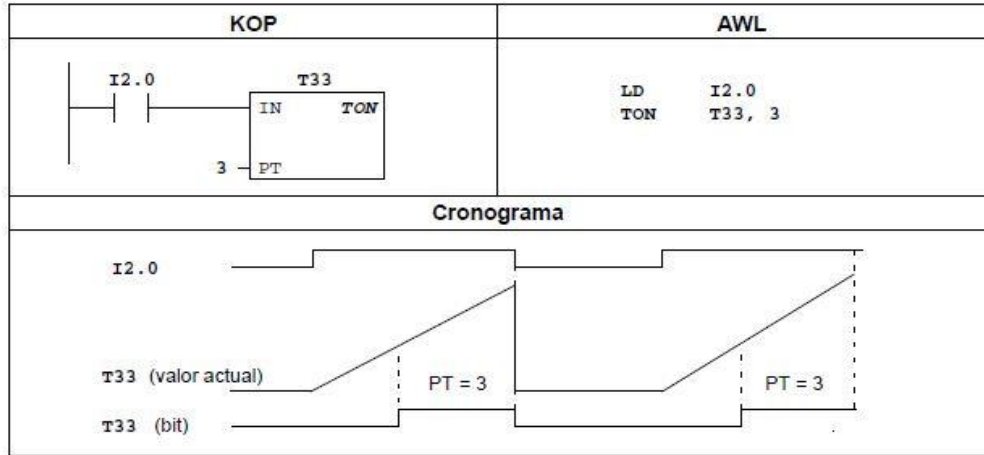 KOP
AWL
I2.0
T33
IN TON
3 PT
LD I2.0
TON T33, 3
Cronograma
I2.0
T33 (valor actual)
PT = 3
PT = 3
T33 (bit)